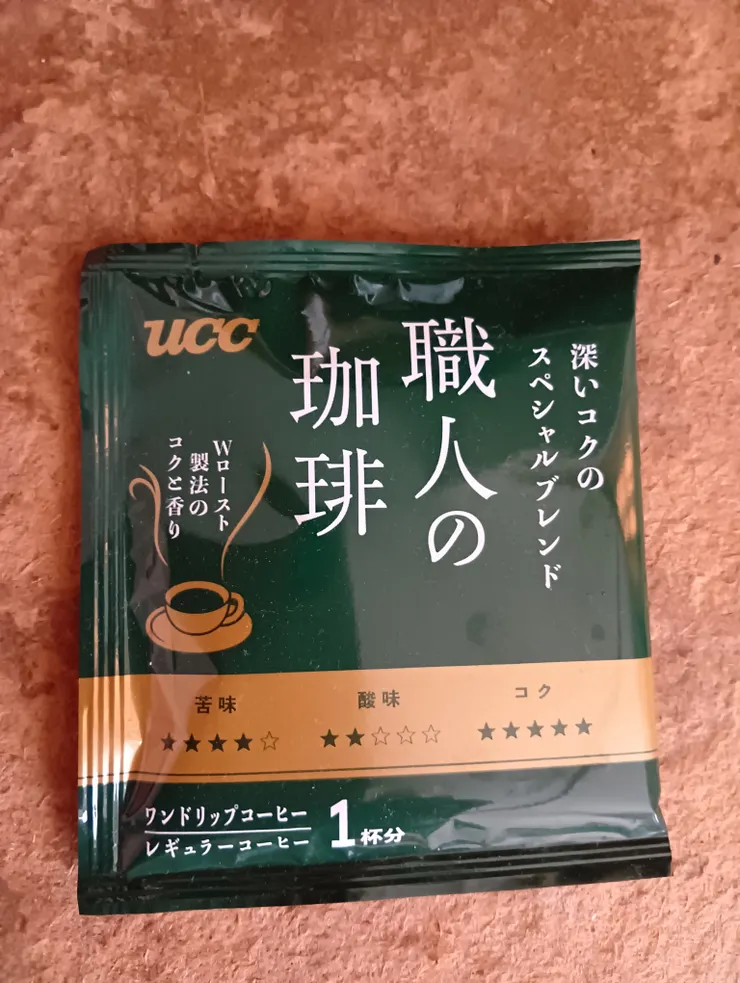 ucc
深いコクの
スペシャルブレンド
職人の
珈琲
Wロースト
製法の
コクと香り
苦味
★★★★☆
酸味
★★☆☆☆
コク
★★★★★
ワンドリップコーヒー
レギュラーコーヒー
1杯分